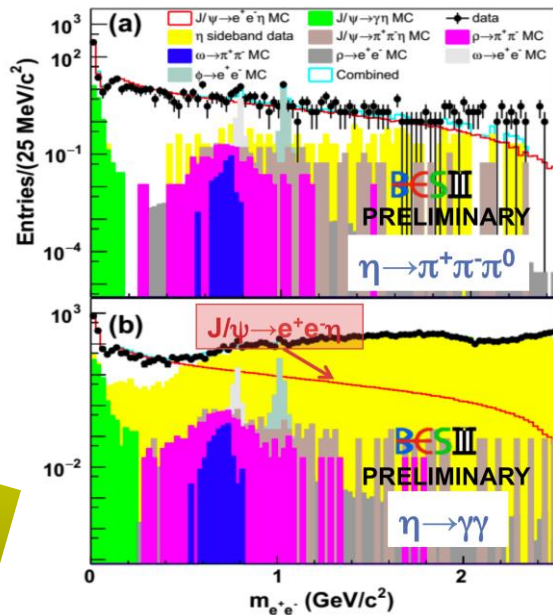 J/ψ→e⁺e⁻η MC J/ψ→γη MC data
η sideband data J/ψ→π⁺π⁻η MC ρ→π⁺π⁻ MC
ω→π⁺π⁻ MC ρ→e⁺e⁻ MC ω→e⁺e⁻ MC
ϕ→e⁺e⁻ MC Combined
10³
10²
(a)
10⁻¹
10⁻⁴
Entries/(25 MeV/c²)
BESIII
PRELIMINARY
η→π⁺π⁻π⁰
10³
(b)
J/ψ→e⁺e⁻η
10⁻²
BESIII
PRELIMINARY
η→γγ
0 1 2
m_e⁺e⁻ (GeV/c²)